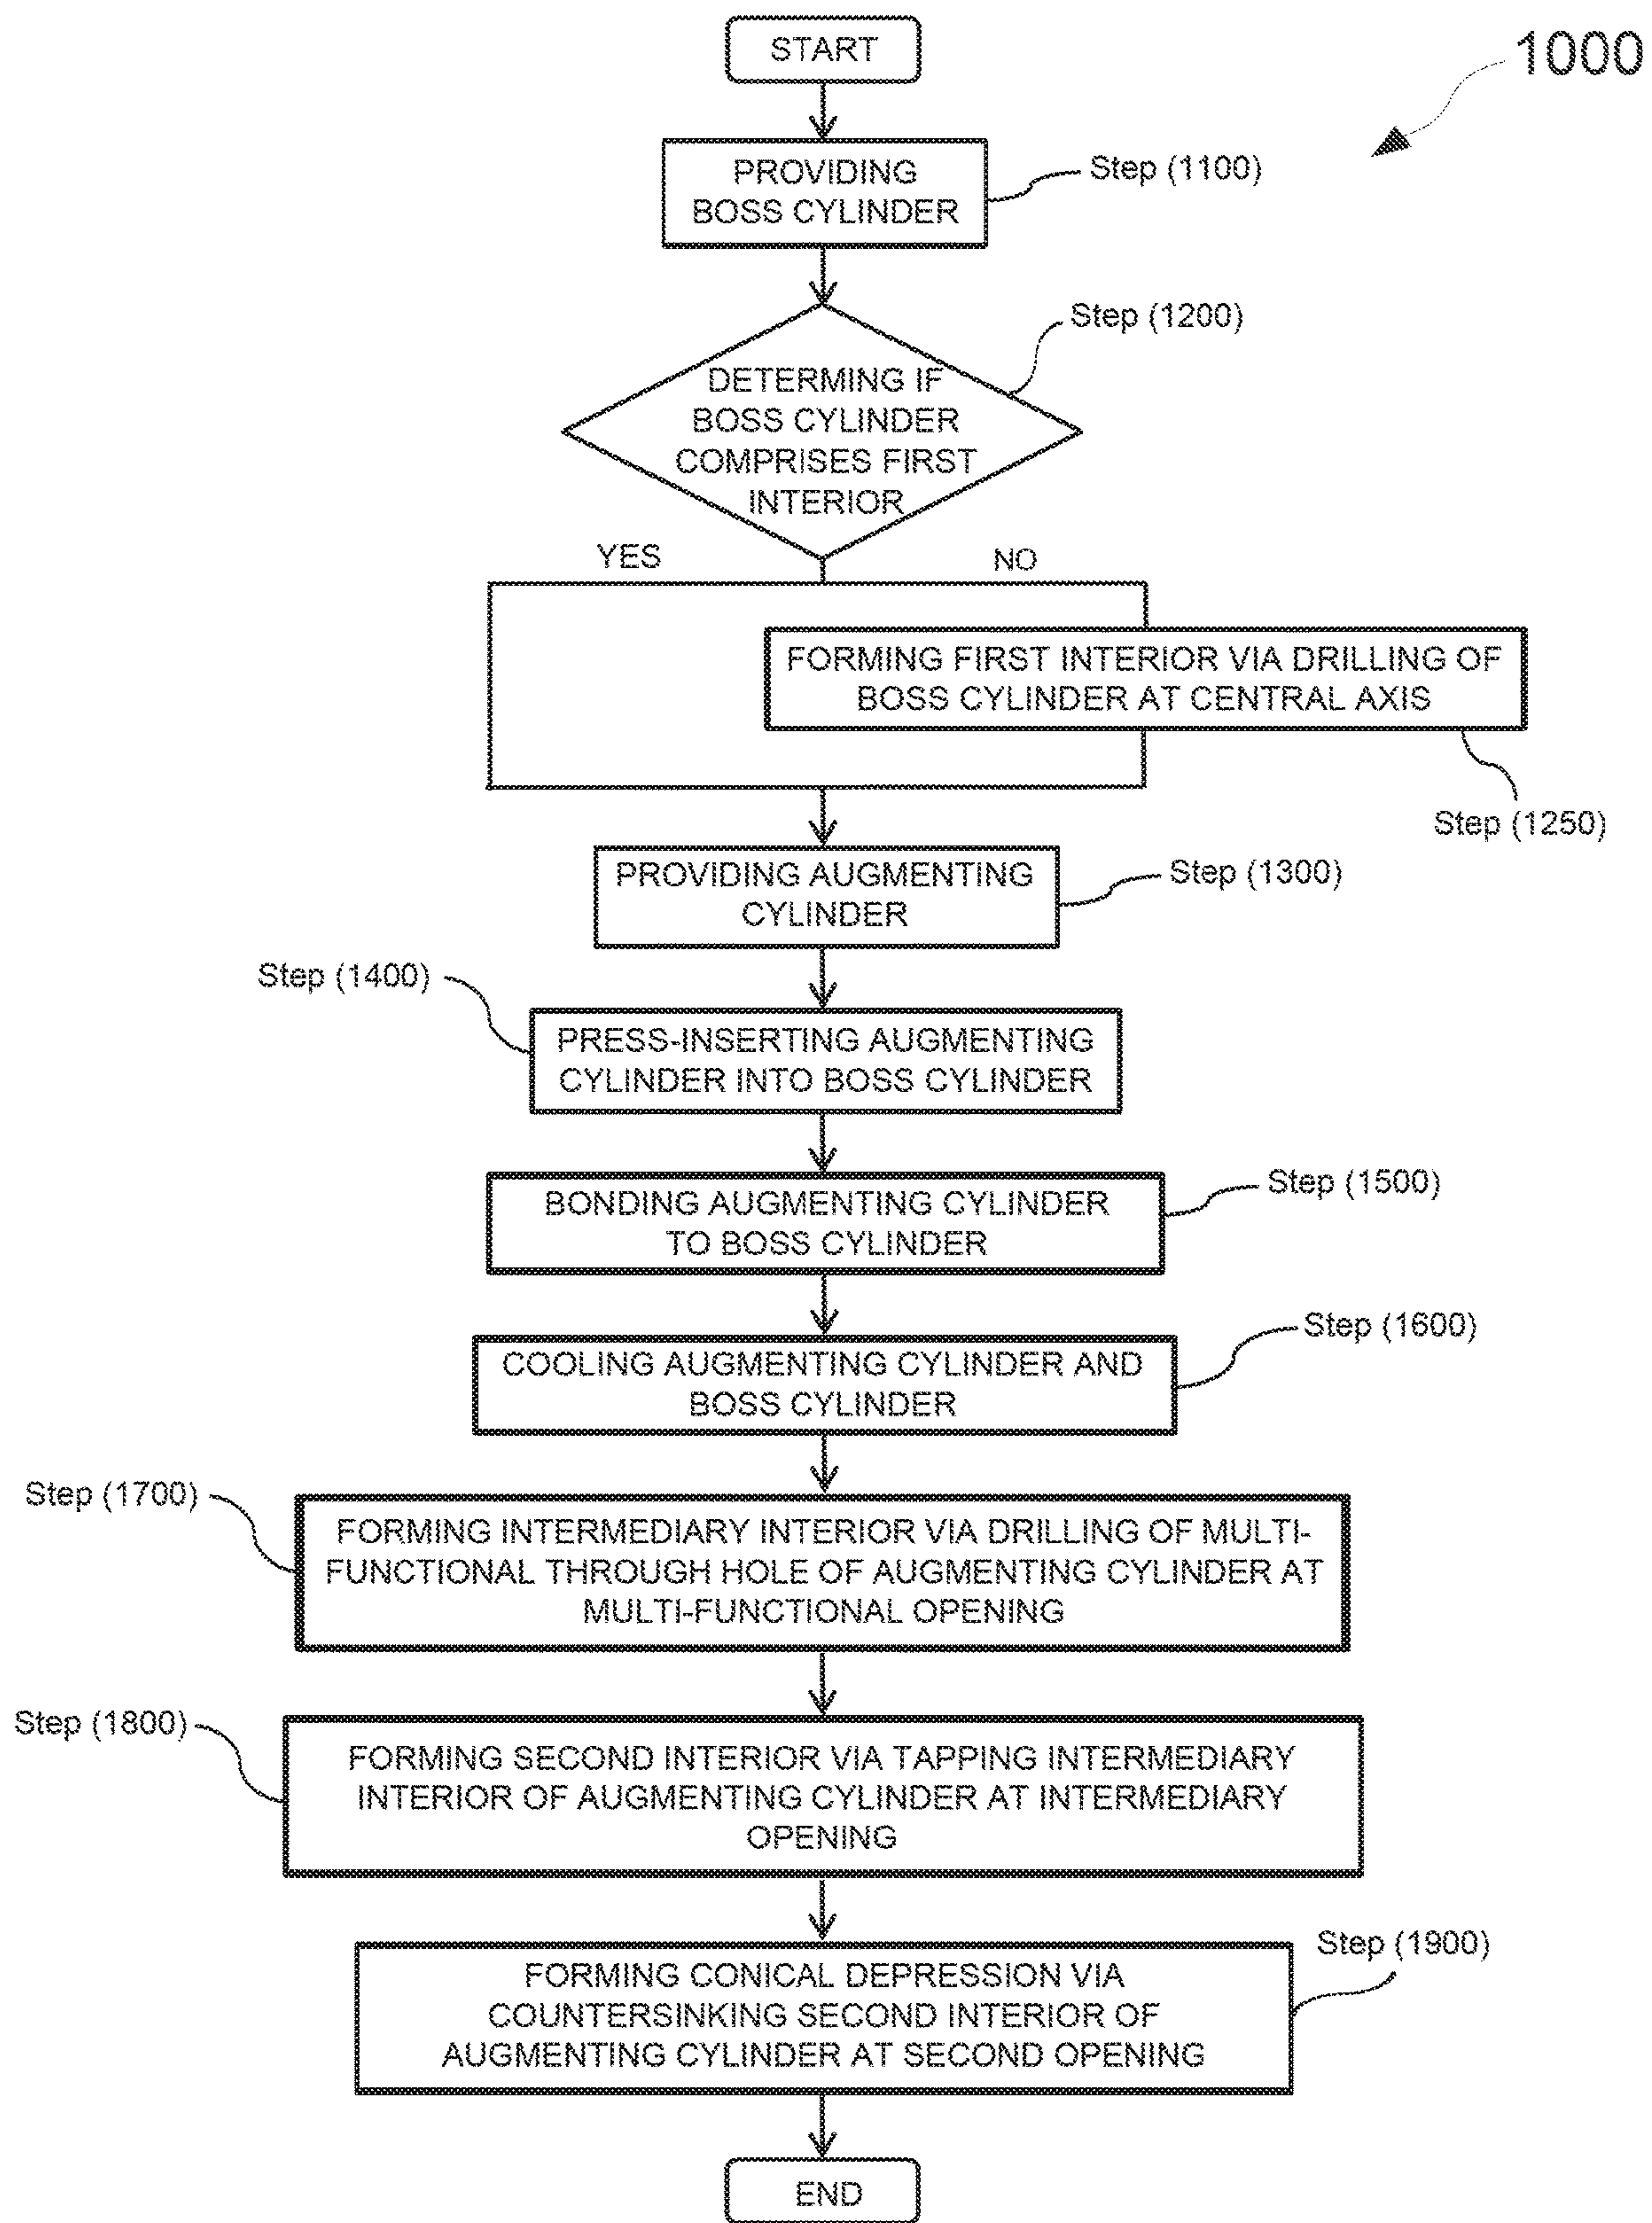 START
1000
PROVIDING
BOSS CYLINDER
Step (1100)
Step (1200)
DETERMING IF
BOSS CYLINDER
COMPRISES FIRST
INTERIOR
YES
NO
FORMING FIRST INTERIOR VIA DRILLING OF
BOSS CYLINDER AT CENTRAL AXIS
Step (1250)
PROVIDING AUGMENTING
CYLINDER
Step (1300)
Step (1400)
PRESS-INSERTING AUGMENTING
CYLINDER INTO BOSS CYLINDER
Step (1500)
BONDING AUGMENTING CYLINDER
TO BOSS CYLINDER
Step (1600)
COOLING AUGMENTING CYLINDER AND
BOSS CYLINDER
Step (1700)
FORMING INTERMEDIARY INTERIOR VIA DRILLING OF MULTI-
FUNCTIONAL THROUGH HOLE OF AUGMENTING CYLINDER AT
MULTI-FUNCTIONAL OPENING
Step (1800)
FORMING SECOND INTERIOR VIA TAPPING INTERMEDIARY
INTERIOR OF AUGMENTING CYLINDER AT INTERMEDIARY
OPENING
Step (1900)
FORMING CONICAL DEPRESSION VIA
COUNTERSINKING SECOND INTERIOR OF
AUGMENTING CYLINDER AT SECOND OPENING
END